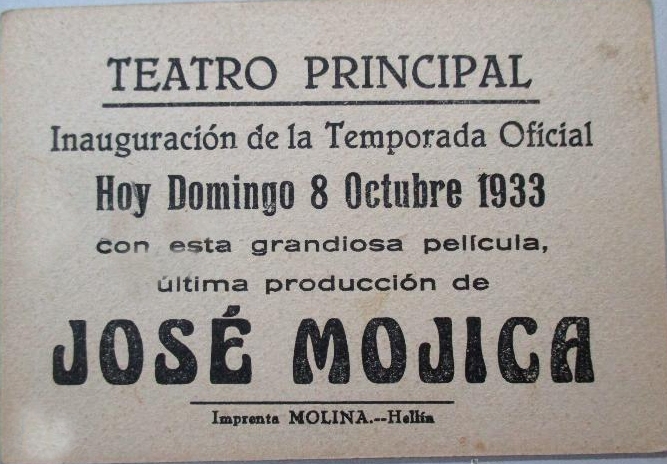 TEATRO PRINCIPAL
Inauguración de la Temporada Oficial
Hoy Domingo 8 Octubre 1933
con esta grandiosa película,
última producción de
JOSÉ MOJICA
Imprenta MOLINA.--Hellín